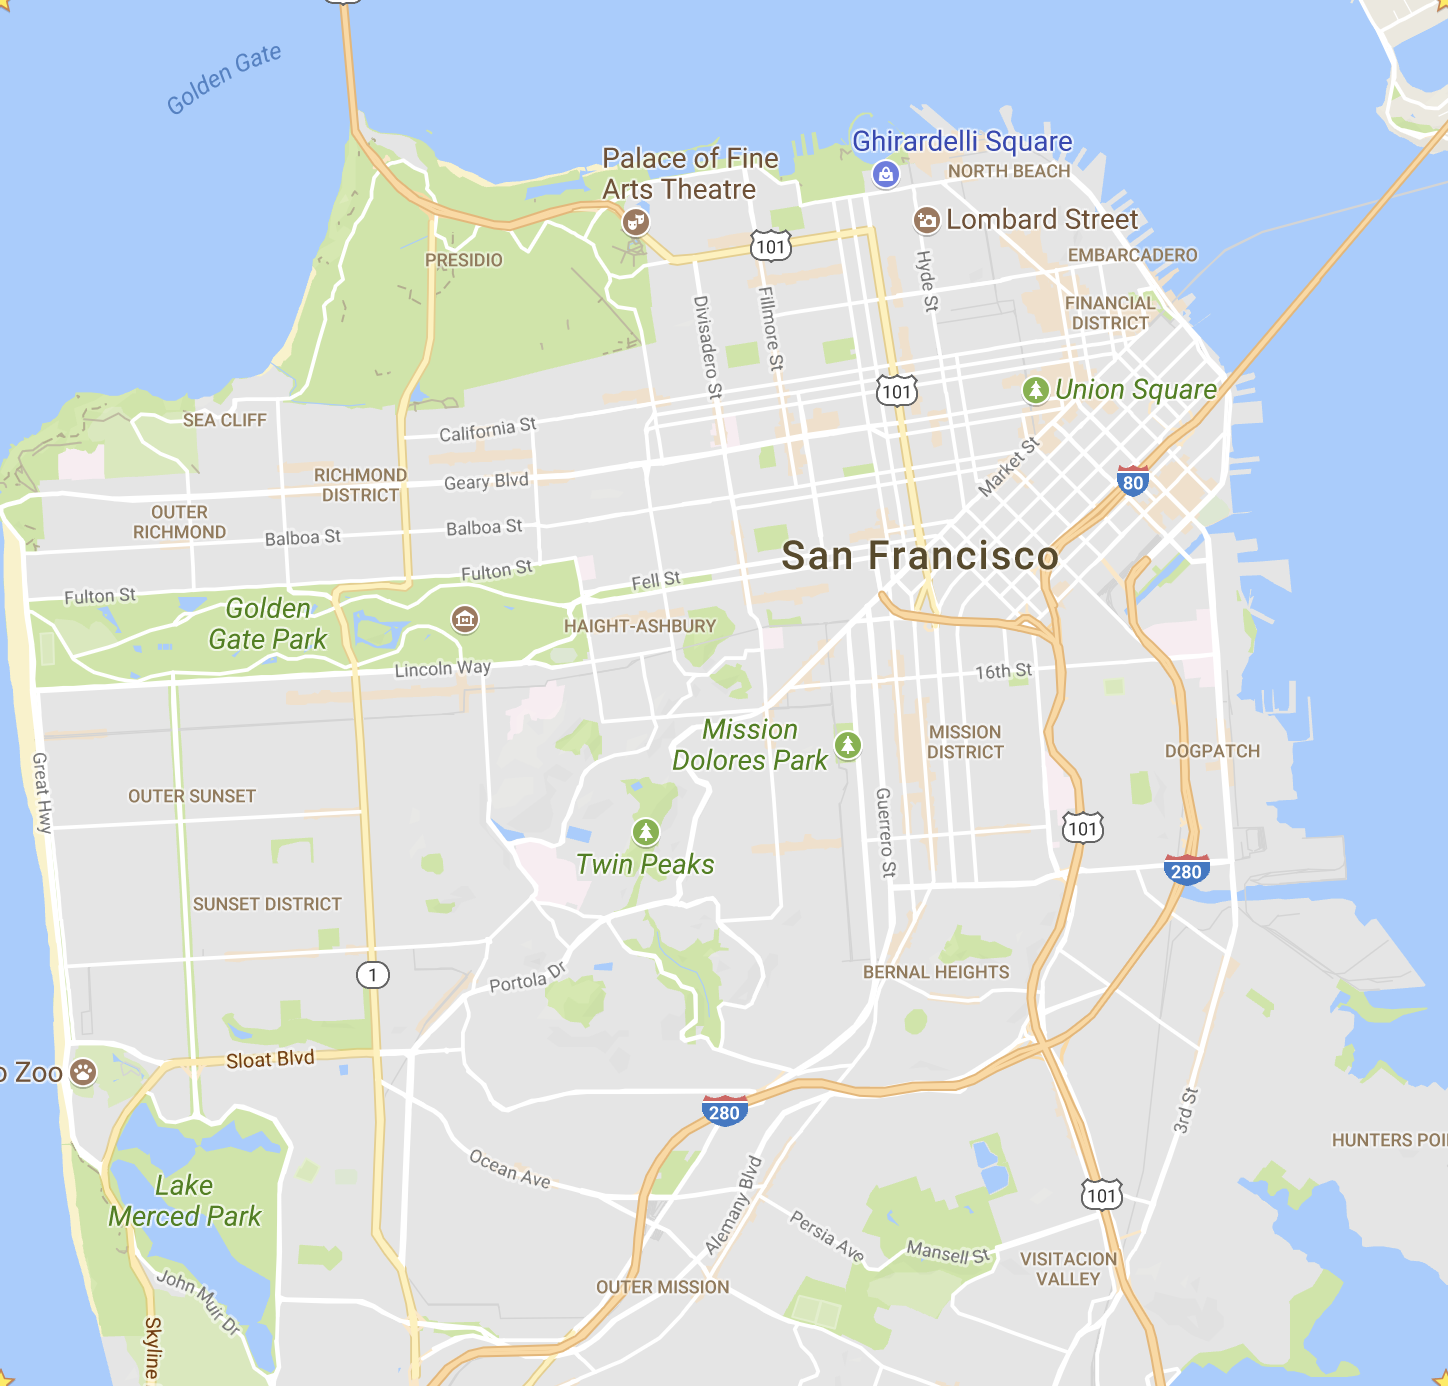 Golden Gate
Ghirardelli Square
Palace of Fine
Arts Theatre
NORTH BEACH
Lombard Street
101
PRESIDIO
EMBARCADERO
Hyde St
Fillmore St
Divisadero St
FINANCIAL
DISTRICT
101
Union Square
SEA CLIFF
California St
Market St
RICHMOND
DISTRICT
Geary Blvd
80
OUTER
RICHMOND
Balboa St
Balboa St
San Francisco
Fulton St
Fell St
Fulton St
Golden
Gate Park
HAIGHT-ASHBURY
Lincoln Way
16th St
Mission
Dolores Park
MISSION
DISTRICT
DOGPATCH
Great Hwy
OUTER SUNSET
Guerrero St
101
Twin Peaks
280
SUNSET DISTRICT
1
Portola Dr
BERNAL HEIGHTS
Sloat Blvd
o Zoo
280
3rd St
HUNTERS POI
Ocean Ave
Lake
Merced Park
101
Alemany Blvd
Persia Ave
Mansell St
VISITACION
VALLEY
OUTER MISSION
John Muir Dr
Skyline